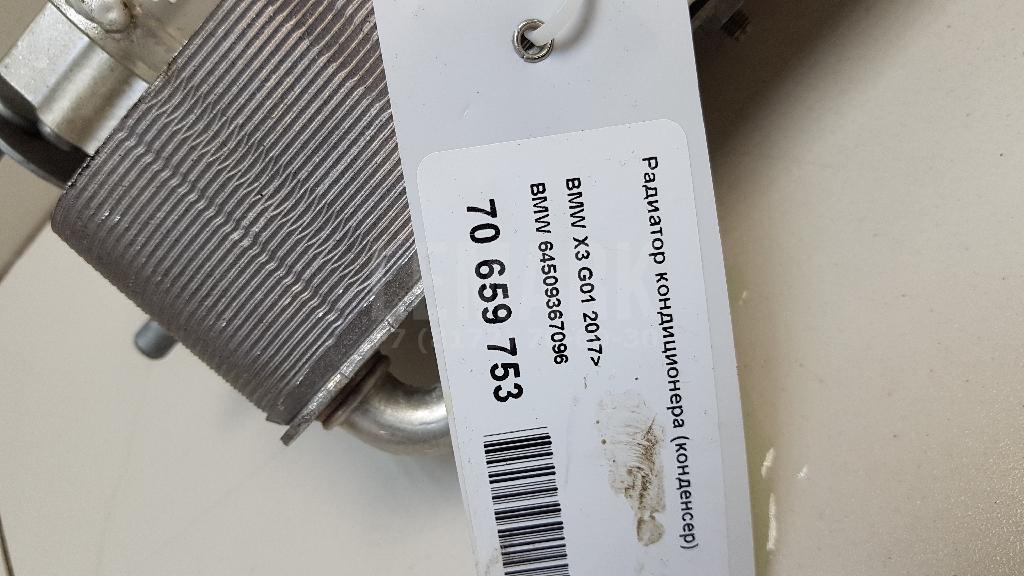 Радиатор кондиционера (конденсер)
BMW X3 G01 2017>
BMW 64509367096
70 659 753